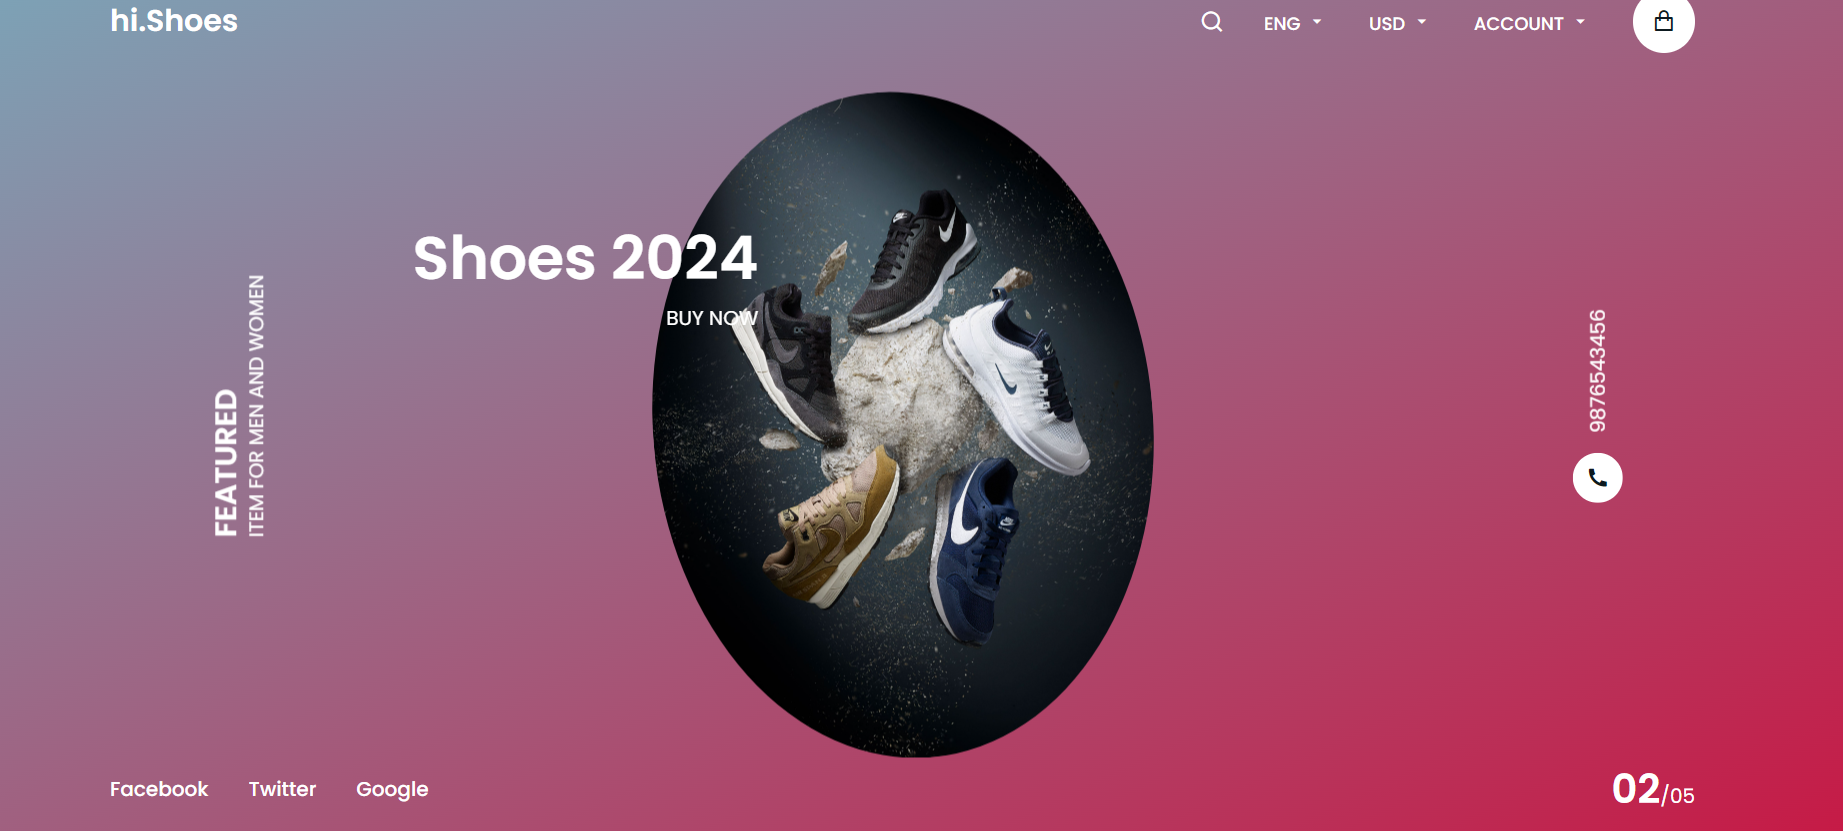 hi.Shoes
ENG
USD
ACCOUNT
Shoes 2024
BUY NOW
FEATURED
ITEM FOR MEN AND WOMEN
9876543456
Facebook
Twitter
Google
02/05